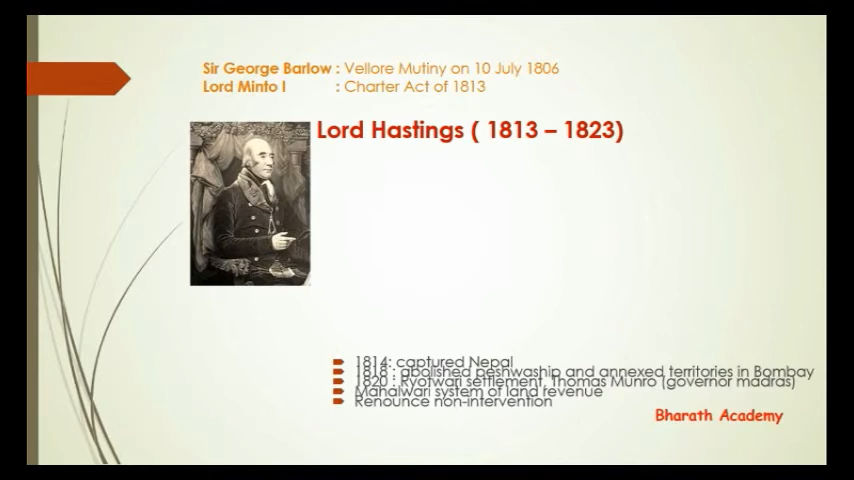 Sir George Barlow : Vellore Mutiny on 10 July 1806
Lord Minto I : Charter Act of 1813
Lord Hastings ( 1813 – 1823)
1814: captured Nepal
1818 : abolished peshwaship and annexed territories in Bombay
1820 : Ryotwari settlement, Thomas Munro (governor madras)
Mahalwari system of land revenue
Renounce non-intervention
Bharath Academy